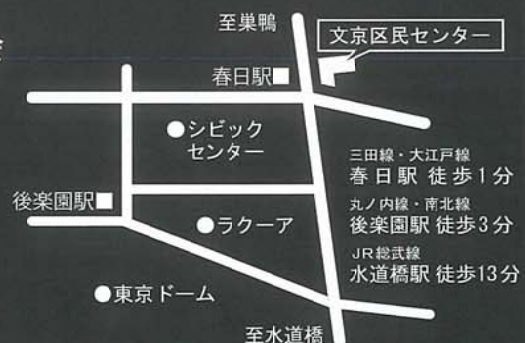 至巣鴨
文京区民センター
春日駅■
●シビック
センター
三田線・大江戸線
春日駅 徒歩1分
後楽園駅■
丸ノ内線・南北線
後楽園駅 徒歩3分
●ラクーア
JR総武線
水道橋駅 徒歩13分
●東京ドーム
至水道橋